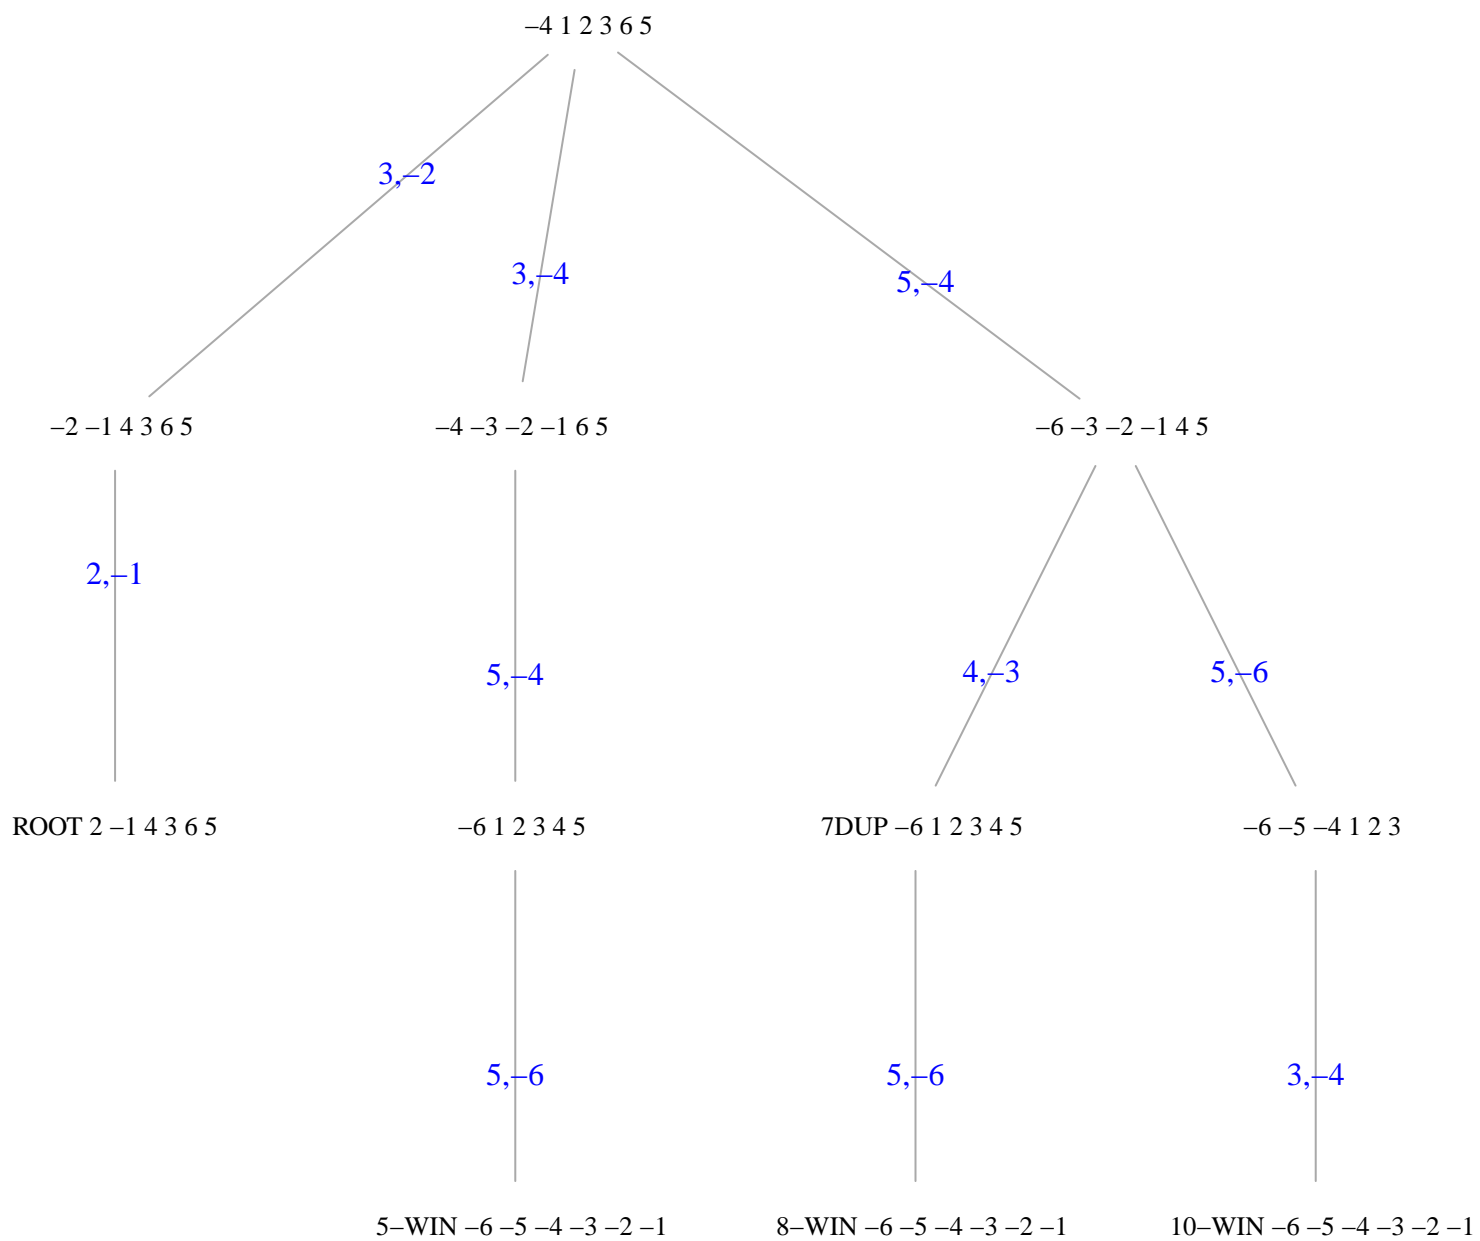 –4 1 2 3 6 5
3,–2
3,–4
5,–4
–2 –1 4 3 6 5
–4 –3 –2 –1 6 5
–6 –3 –2 –1 4 5
2,–1
5,–4
4,–3
5,–6
ROOT 2 –1 4 3 6 5
–6 1 2 3 4 5
7DUP –6 1 2 3 4 5
–6 –5 –4 1 2 3
5,–6
5,–6
3,–4
5–WIN –6 –5 –4 –3 –2 –1
8–WIN –6 –5 –4 –3 –2 –1
10–WIN –6 –5 –4 –3 –2 –1